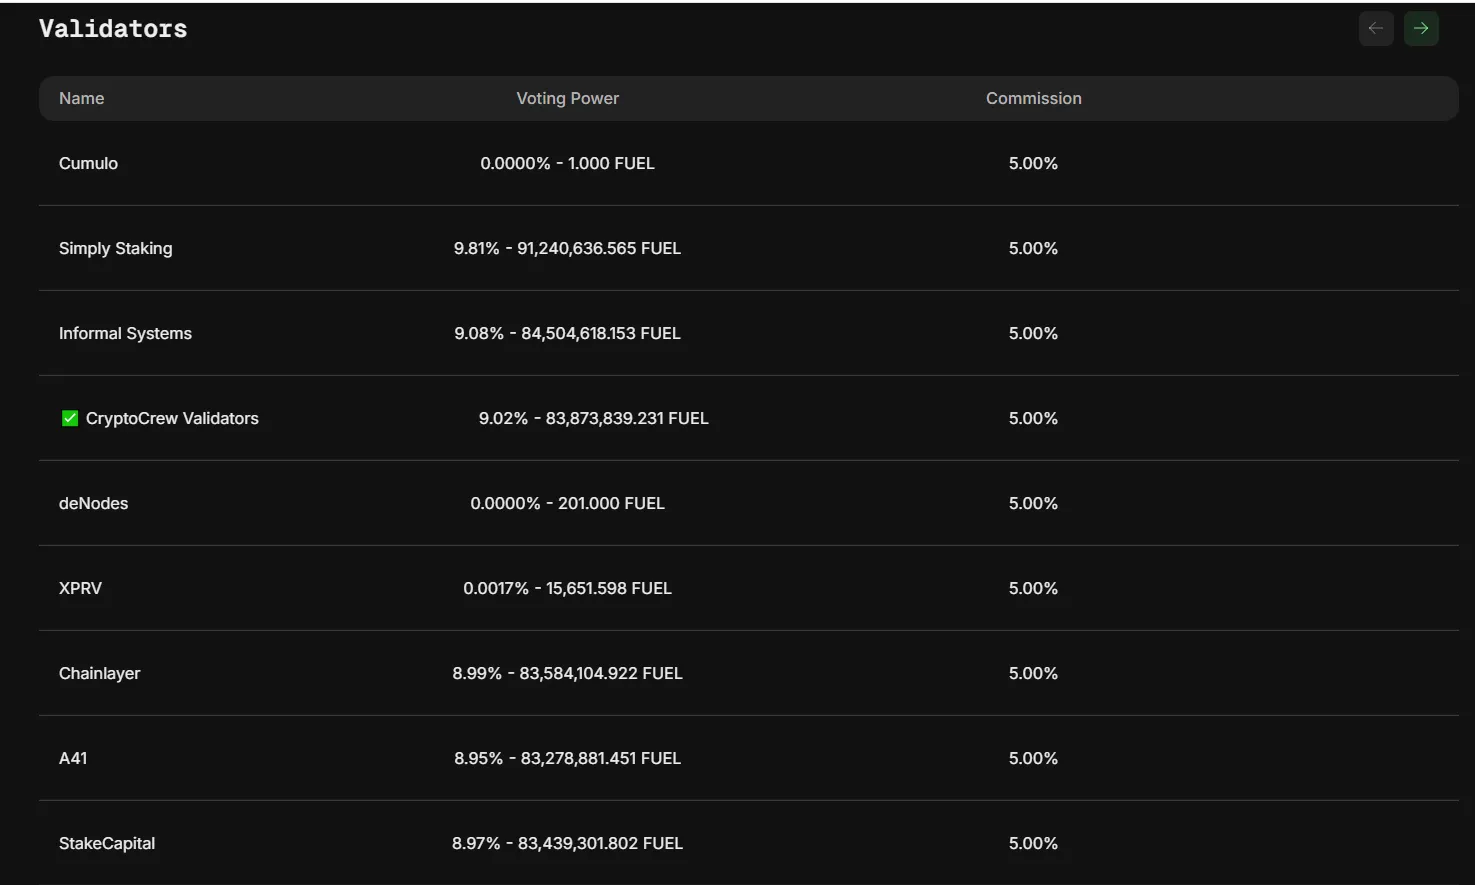 Validators
Name Voting Power Commission
Cumulo 0.0000% - 1.000 FUEL 5.00%
Simply Staking 9.81% - 91,240,636.565 FUEL 5.00%
Informal Systems 9.08% - 84,504,618.153 FUEL 5.00%
✅ CryptoCrew Validators 9.02% - 83,873,839.231 FUEL 5.00%
deNodes 0.0000% - 201.000 FUEL 5.00%
XPRV 0.0017% - 15,651.598 FUEL 5.00%
Chainlayer 8.99% - 83,584,104.922 FUEL 5.00%
A41 8.95% - 83,278,881.451 FUEL 5.00%
StakeCapital 8.97% - 83,439,301.802 FUEL 5.00%